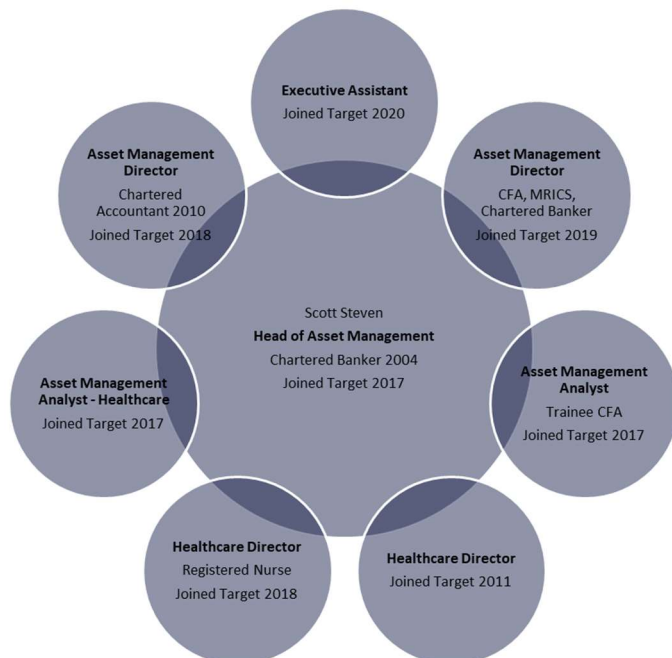 Executive Assistant
Joined Target 2020
Asset Management
Director
Chartered
Accountant 2010
Joined Target 2018
Asset Management
Director
CFA, MRICS,
Chartered Banker
Joined Target 2019
Scott Steven
Head of Asset Management
Chartered Banker 2004
Joined Target 2017
Asset Management
Analyst - Healthcare
Joined Target 2017
Asset Management
Analyst
Trainee CFA
Joined Target 2017
Healthcare Director
Registered Nurse
Joined Target 2018
Healthcare Director
Joined Target 2011